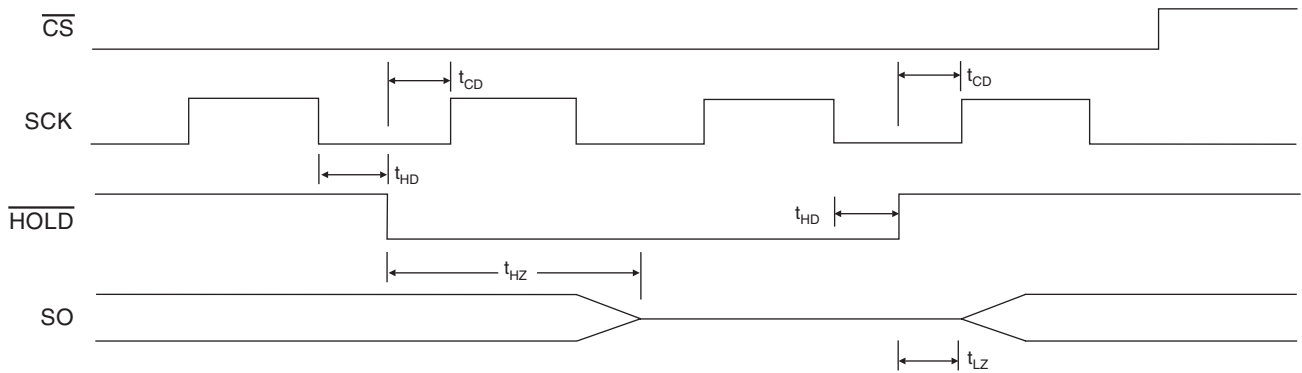 CS
t_CD
t_CD
SCK
t_HD
HOLD
t_HD
t_HZ
SO
t_LZ